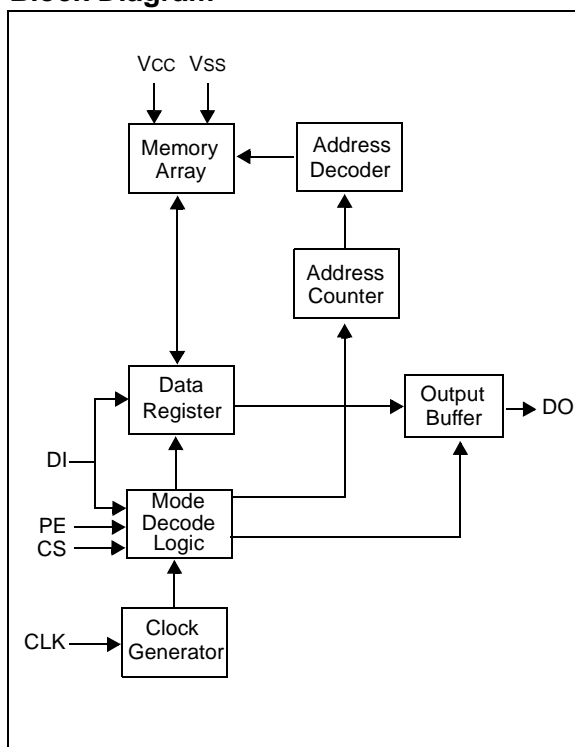 Block Diagram
VCC VSS
Memory
Array
Address
Decoder
Address
Counter
Data
Register
Output
Buffer
DO
DI
PE
CS
Mode
Decode
Logic
CLK
Clock
Generator